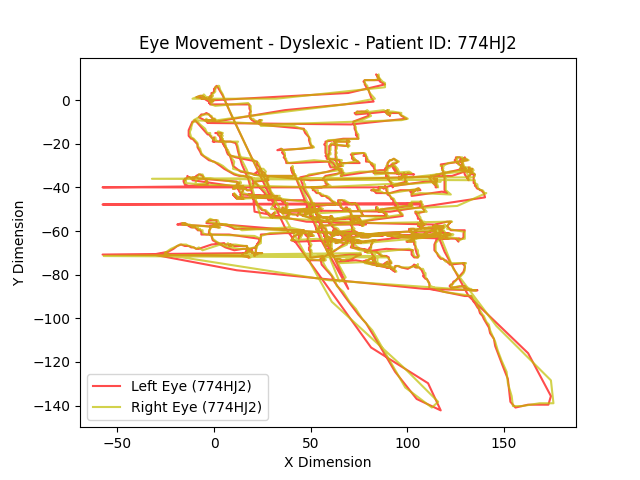 Eye Movement - Dyslexic - Patient ID: 774HJ2
Y Dimension
0
−20
−40
−60
−80
−100
−120
−140
Left Eye (774HJ2)
Right Eye (774HJ2)
−50 0 50 100 150
X Dimension